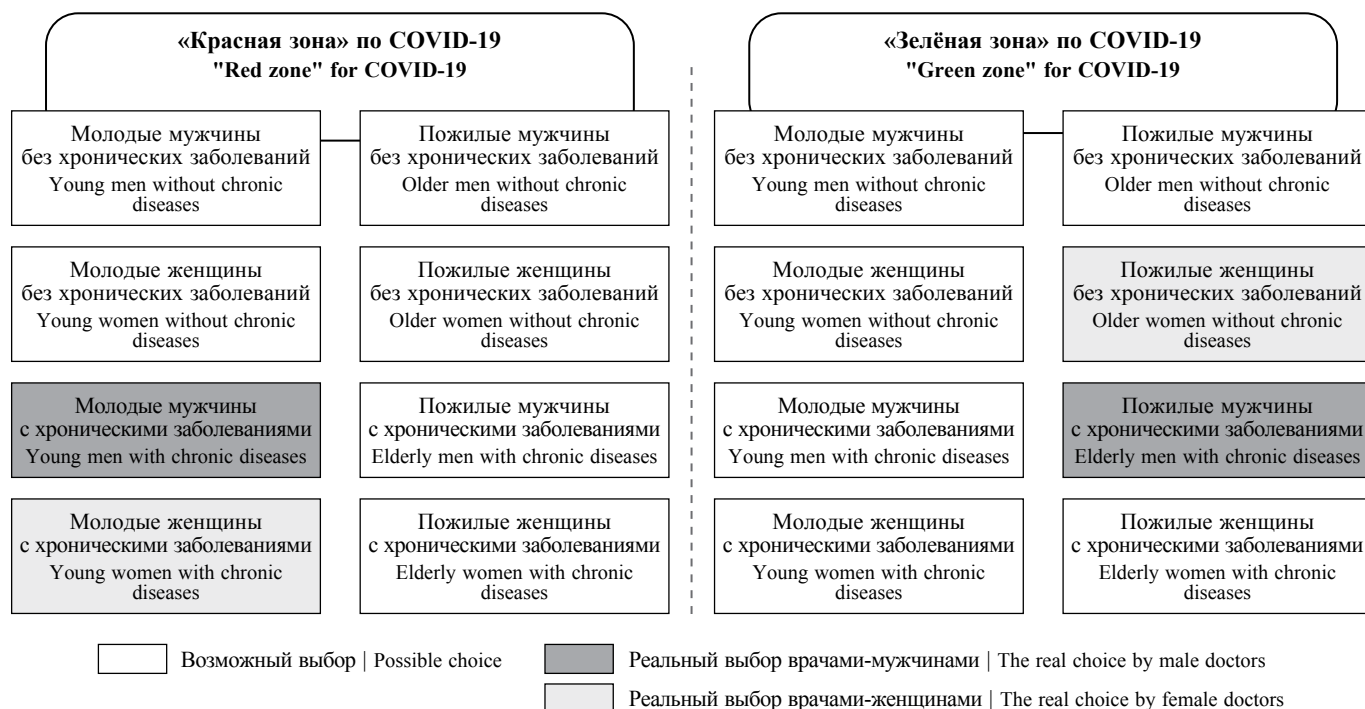 «Красная зона» по COVID-19
"Red zone" for COVID-19
Молодые мужчины
без хронических заболеваний
Young men without chronic
diseases
Пожилые мужчины
без хронических заболеваний
Older men without chronic
diseases
Молодые женщины
без хронических заболеваний
Young women without chronic
diseases
Пожилые женщины
без хронических заболеваний
Older women without chronic
diseases
Молодые мужчины
с хроническими заболеваниями
Young men with chronic diseases
Пожилые мужчины
с хроническими заболеваниями
Elderly men with chronic diseases
Молодые женщины
с хроническими заболеваниями
Young women with chronic
diseases
Пожилые женщины
с хроническими заболеваниями
Elderly women with chronic
diseases
«Зелёная зона» по COVID-19
"Green zone" for COVID-19
Молодые мужчины
без хронических заболеваний
Young men without chronic
diseases
Пожилые мужчины
без хронических заболеваний
Older men without chronic
diseases
Молодые женщины
без хронических заболеваний
Young women without chronic
diseases
Пожилые женщины
без хронических заболеваний
Older women without chronic
diseases
Молодые мужчины
с хроническими заболеваниями
Young men with chronic diseases
Пожилые мужчины
с хроническими заболеваниями
Elderly men with chronic diseases
Молодые женщины
с хроническими заболеваниями
Young women with chronic
diseases
Пожилые женщины
с хроническими заболеваниями
Elderly women with chronic
diseases
Возможный выбор | Possible choice
Реальный выбор врачами-мужчинами | The real choice by male doctors
Реальный выбор врачами-женщинами | The real choice by female doctors